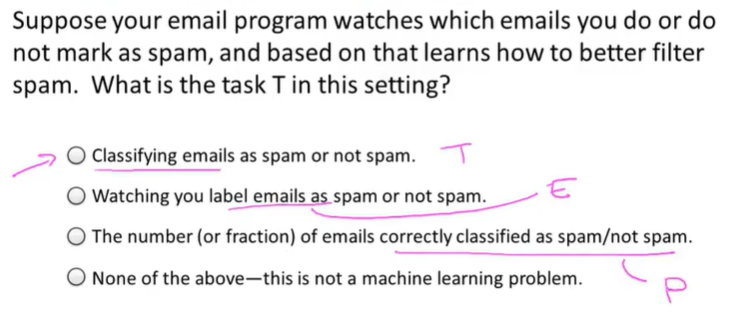 Suppose your email program watches which emails you do or do
not mark as spam, and based on that learns how to better filter
spam. What is the task T in this setting?
Classifying emails as spam or not spam. T
Watching you label emails as spam or not spam. E
The number (or fraction) of emails correctly classified as spam/not spam.
None of the above—this is not a machine learning problem. P